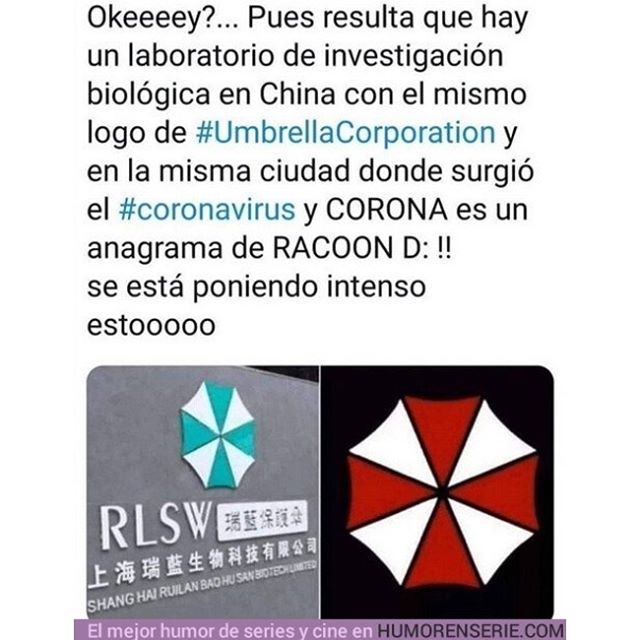 Okeeeey?... Pues resulta que hay
un laboratorio de investigación
biológica en China con el mismo
logo de #UmbrellaCorporation y
en la misma ciudad donde surgió
el #coronavirus y CORONA es un
anagrama de RACOON D: !!
se está poniendo intenso
estooooo
RLSW 瑞藍保護傘
上海瑞藍生物科技有限公司
SHANG HAI RUILAN BAO HU SAN BIOTECH LIMITED
El mejor humor de series y cine en HUMORENSERIE.COM